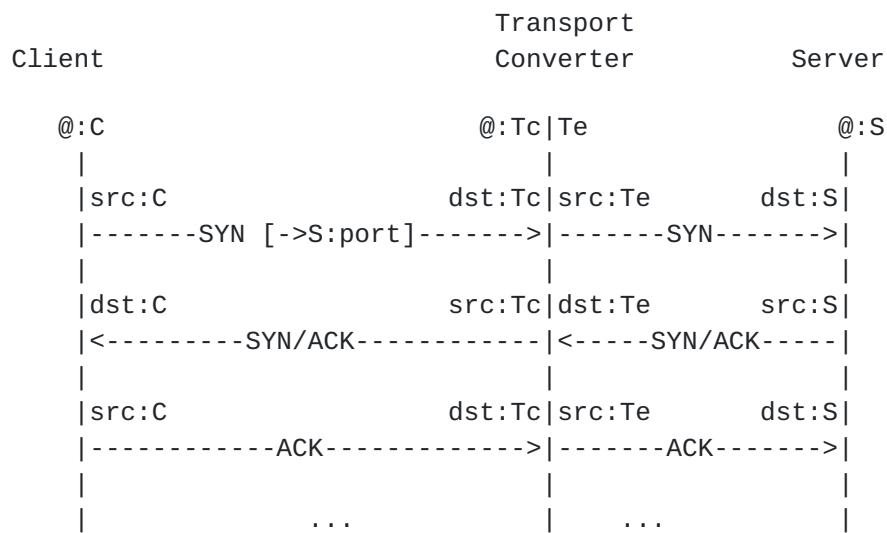 Transport
Client                          Converter          Server

   @:C                         @:Tc|Te                @:S
    |                              |                   |
    |src:C                   dst:Tc|src:Te        dst:S|
    |-------SYN [->S:port]-------->|-------SYN-------->|
    |                              |                   |
    |dst:C                   src:Tc|dst:Te        src:S|
    |<---------SYN/ACK-------------|<-----SYN/ACK------|
    |                              |                   |
    |src:C                   dst:Tc|src:Te        dst:S|
    |------------ACK-------------->|-------ACK-------->|
    |                              |                   |
    |              ...             |    ...            |